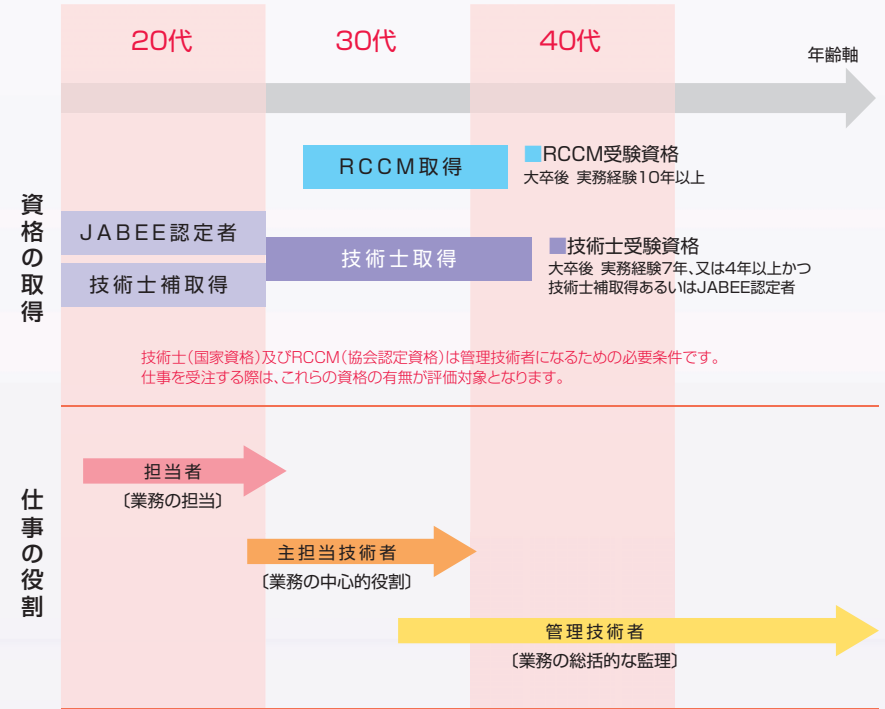 20代
30代
40代
年齢軸
資格の取得
RCCM取得
■RCCM受験資格
大卒後 実務経験10年以上
JABEE認定者
技術士補取得
技術士取得
■技術士受験資格
大卒後 実務経験7年、又は4年以上かつ
技術士補取得あるいはJABEE認定者
技術士(国家資格)及びRCCM(協会認定資格)は管理技術者になるための必要条件です。
仕事を受注する際は、これらの資格の有無が評価対象となります。
仕事の役割
担当者
〔業務の担当〕
主担当技術者
〔業務の中心的役割〕
管理技術者
〔業務の総括的な監理〕